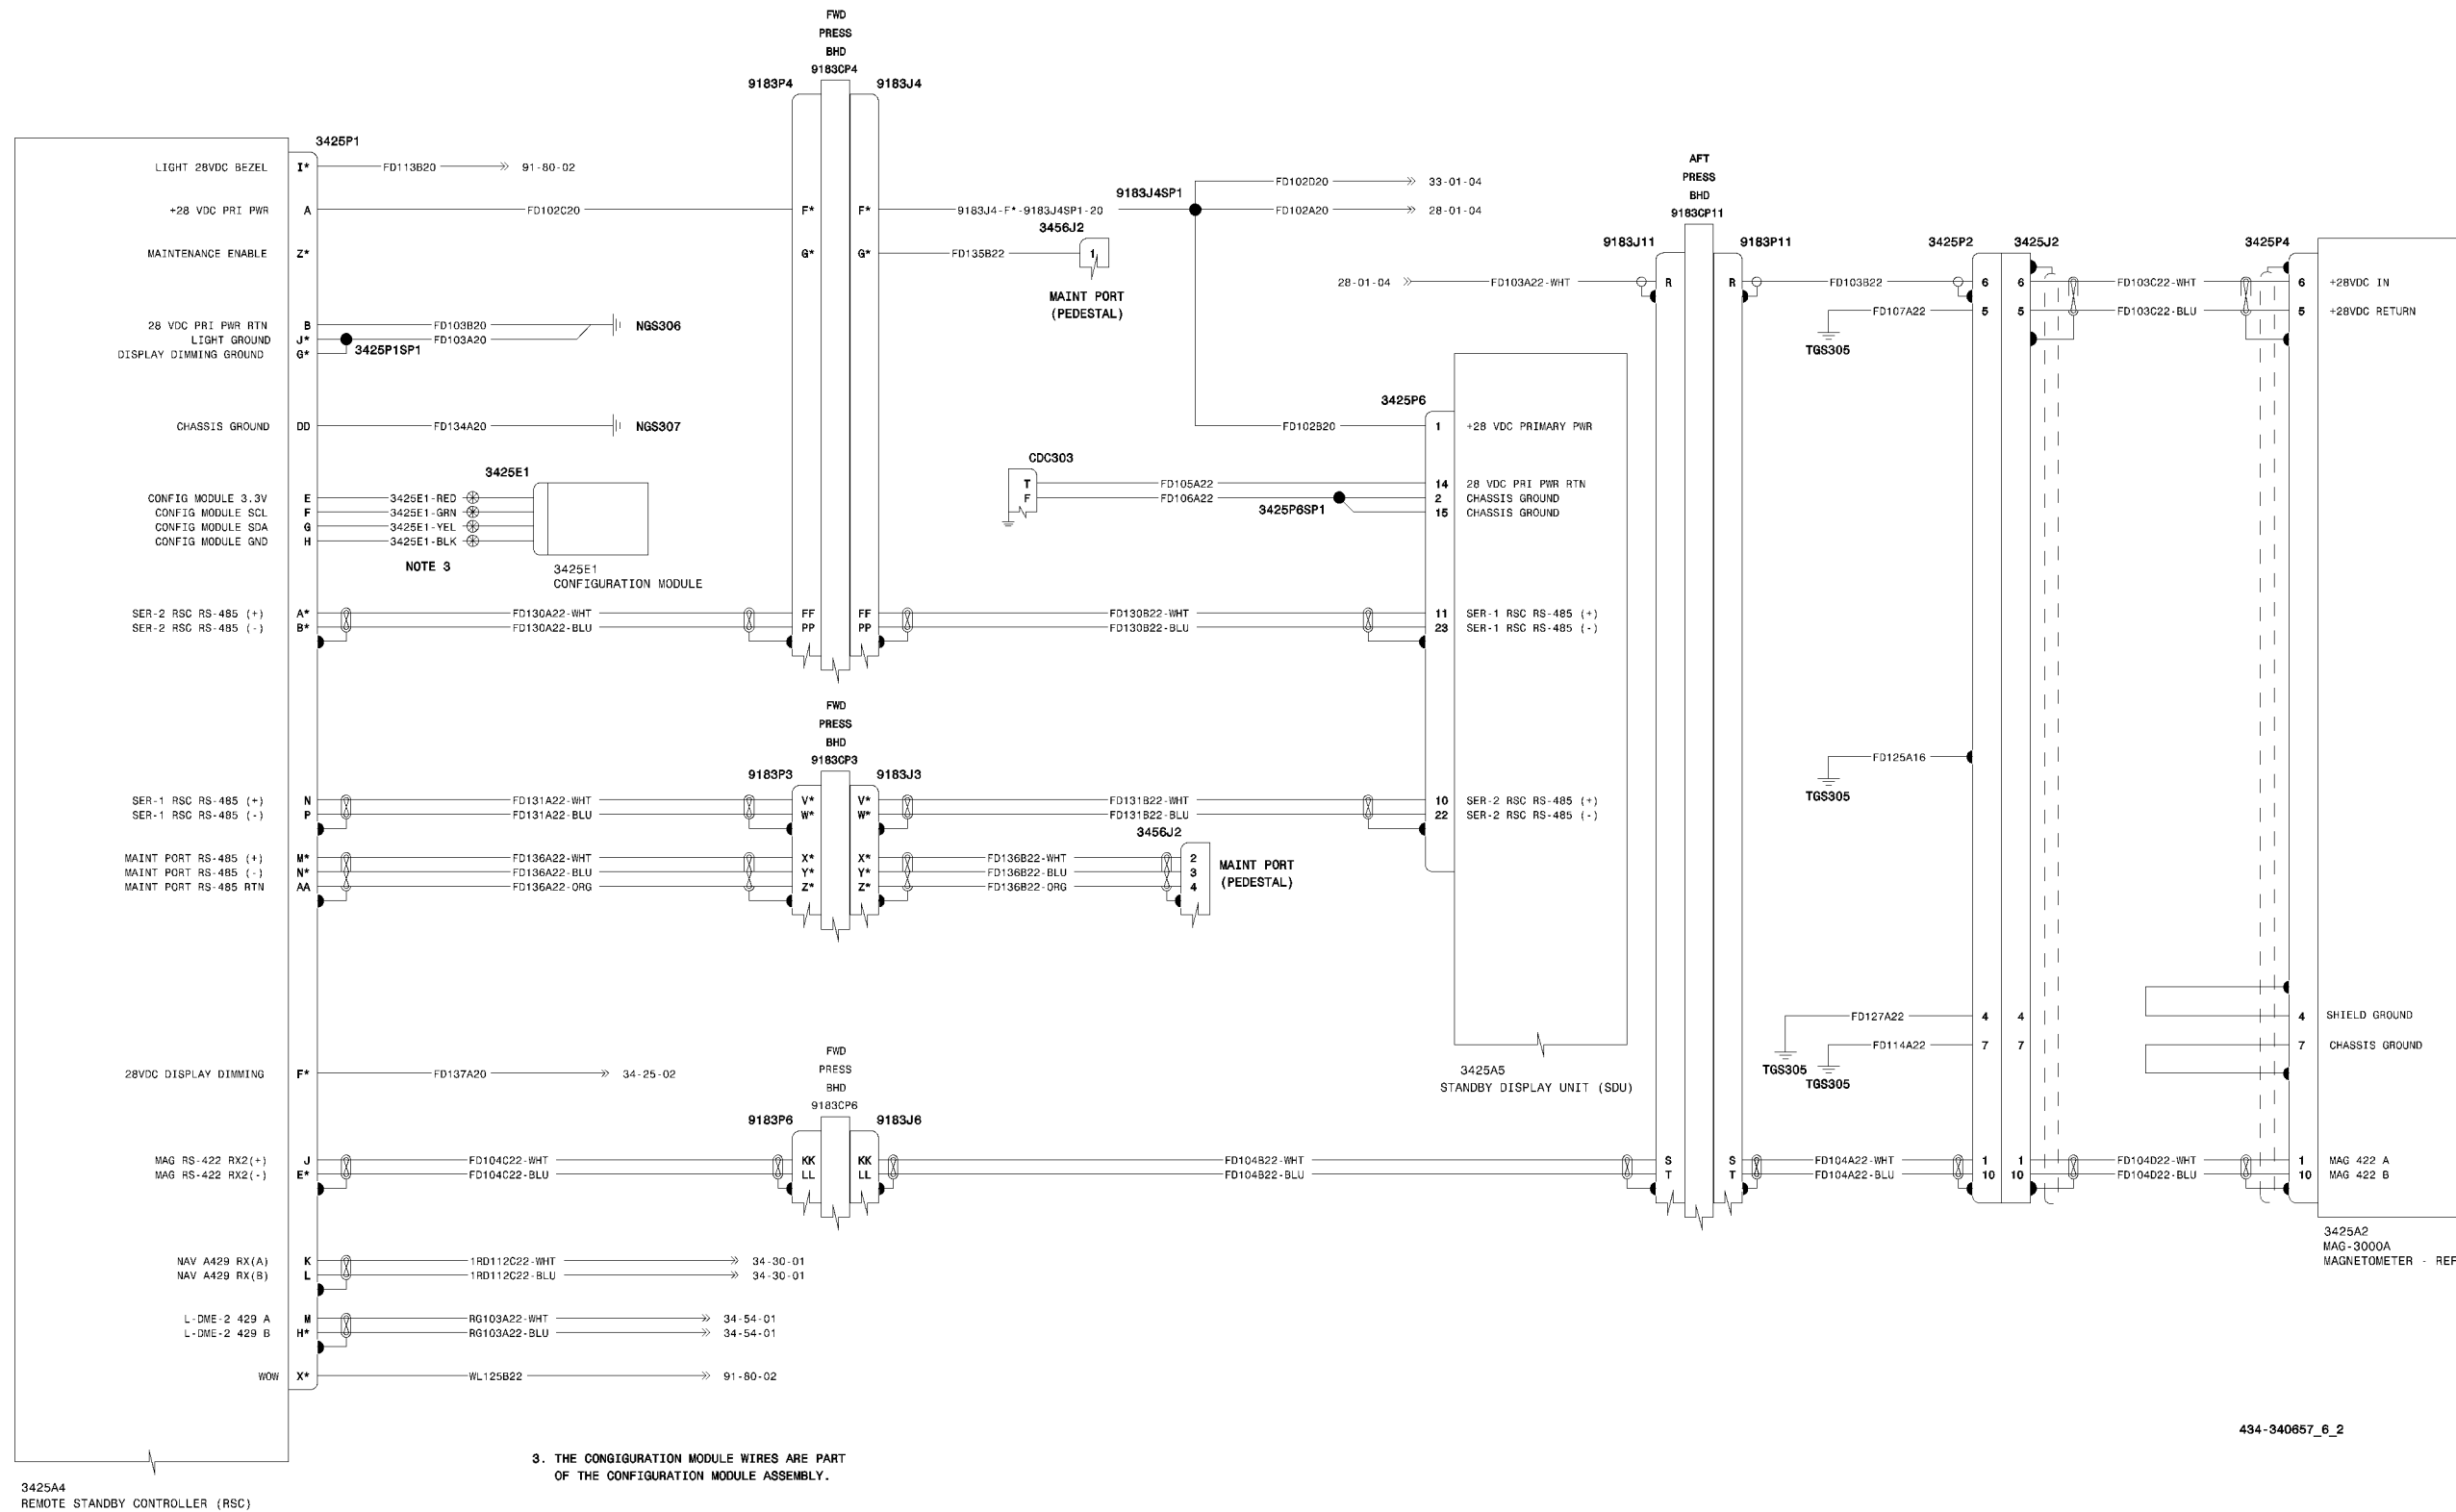 FWD
PRESS
BHD
9183CP4
9183P4
9183J4
3425P1
LIGHT 28VDC BEZEL I* FD113B20 91-80-02
+28 VDC PRI PWR A FD102C20 F* F* 9183J4-F*-9183J4SP1-20
9183J4SP1
FD102D20 33-01-04
FD102A20 28-01-04
MAINTENANCE ENABLE Z* G* G* FD135B22 1
3456J2
MAINT PORT
(PEDESTAL)
28 VDC PRI PWR RTN B FD103B20 NGS306
LIGHT GROUND J* FD103A20
DISPLAY DIMMING GROUND G* 3425P1SP1
CHASSIS GROUND DD FD134A20 NGS307
3425E1
CONFIG MODULE 3.3V E 3425E1-RED
CONFIG MODULE SCL F 3425E1-GRN
CONFIG MODULE SDA G 3425E1-YEL
CONFIG MODULE GND H 3425E1-BLK
NOTE 3
3425E1
CONFIGURATION MODULE
3425P6
FD102B20 1 +28 VDC PRIMARY PWR
CDC303
T FD105A22 14 28 VDC PRI PWR RTN
F FD106A22 2 CHASSIS GROUND
3425P6SP1 15 CHASSIS GROUND
SER-2 RSC RS-485 (+) A* FD130A22-WHT FF FF FD130B22-WHT 11 SER-1 RSC RS-485 (+)
SER-2 RSC RS-485 (-) B* FD130A22-BLU PP PP FD130B22-BLU 23 SER-1 RSC RS-485 (-)
FWD
PRESS
BHD
9183CP3
9183P3
9183J3
SER-1 RSC RS-485 (+) N FD131A22-WHT V* V* FD131B22-WHT 10 SER-2 RSC RS-485 (+)
SER-1 RSC RS-485 (-) P FD131A22-BLU W* W* FD131B22-BLU 22 SER-2 RSC RS-485 (-)
3456J2
MAINT PORT RS-485 (+) M* FD136A22-WHT X* X* FD136B22-WHT 2
MAINT PORT RS-485 (-) N* FD136A22-BLU Y* Y* FD136B22-BLU 3
MAINT PORT RS-485 RTN AA FD136A22-ORG Z* Z* FD136B22-ORG 4
MAINT PORT
(PEDESTAL)
28VDC DISPLAY DIMMING F* FD137A20 34-25-02
3425A5
STANDBY DISPLAY UNIT (SDU)
FWD
PRESS
BHD
9183CP6
9183P6
9183J6
MAG RS-422 RX2(+) J FD104C22-WHT KK KK FD104B22-WHT S S FD104A22-WHT 1 1 FD104D22-WHT 1 MAG 422 A
MAG RS-422 RX2(-) E* FD104C22-BLU LL LL FD104B22-BLU T T FD104A22-BLU 10 10 FD104D22-BLU 10 MAG 422 B
NAV A429 RX(A) K 1RD112C22-WHT 34-30-01
NAV A429 RX(B) L 1RD112C22-BLU 34-30-01
L-DME-2 429 A M RG103A22-WHT 34-54-01
L-DME-2 429 B H* RG103A22-BLU 34-54-01
WOW X* WL125B22 91-80-02
AFT
PRESS
BHD
9183CP11
9183J11
9183P11
3425P2
3425J2
3425P4
28-01-04 FD103A22-WHT R R FD103B22 6 6 FD103C22-WHT 6 +28VDC IN
FD107A22 5 5 FD103C22-BLU 5 +28VDC RETURN
TGS305
FD125A16
TGS305
FD127A22 4 4 4 SHIELD GROUND
FD114A22 7 7 7 CHASSIS GROUND
TGS305
TGS305
3425A2
MAG-3000A
MAGNETOMETER - REF
434-340657_6_2
3. THE CONGIGURATION MODULE WIRES ARE PART
OF THE CONFIGURATION MODULE ASSEMBLY.
3425A4
REMOTE STANDBY CONTROLLER (RSC)